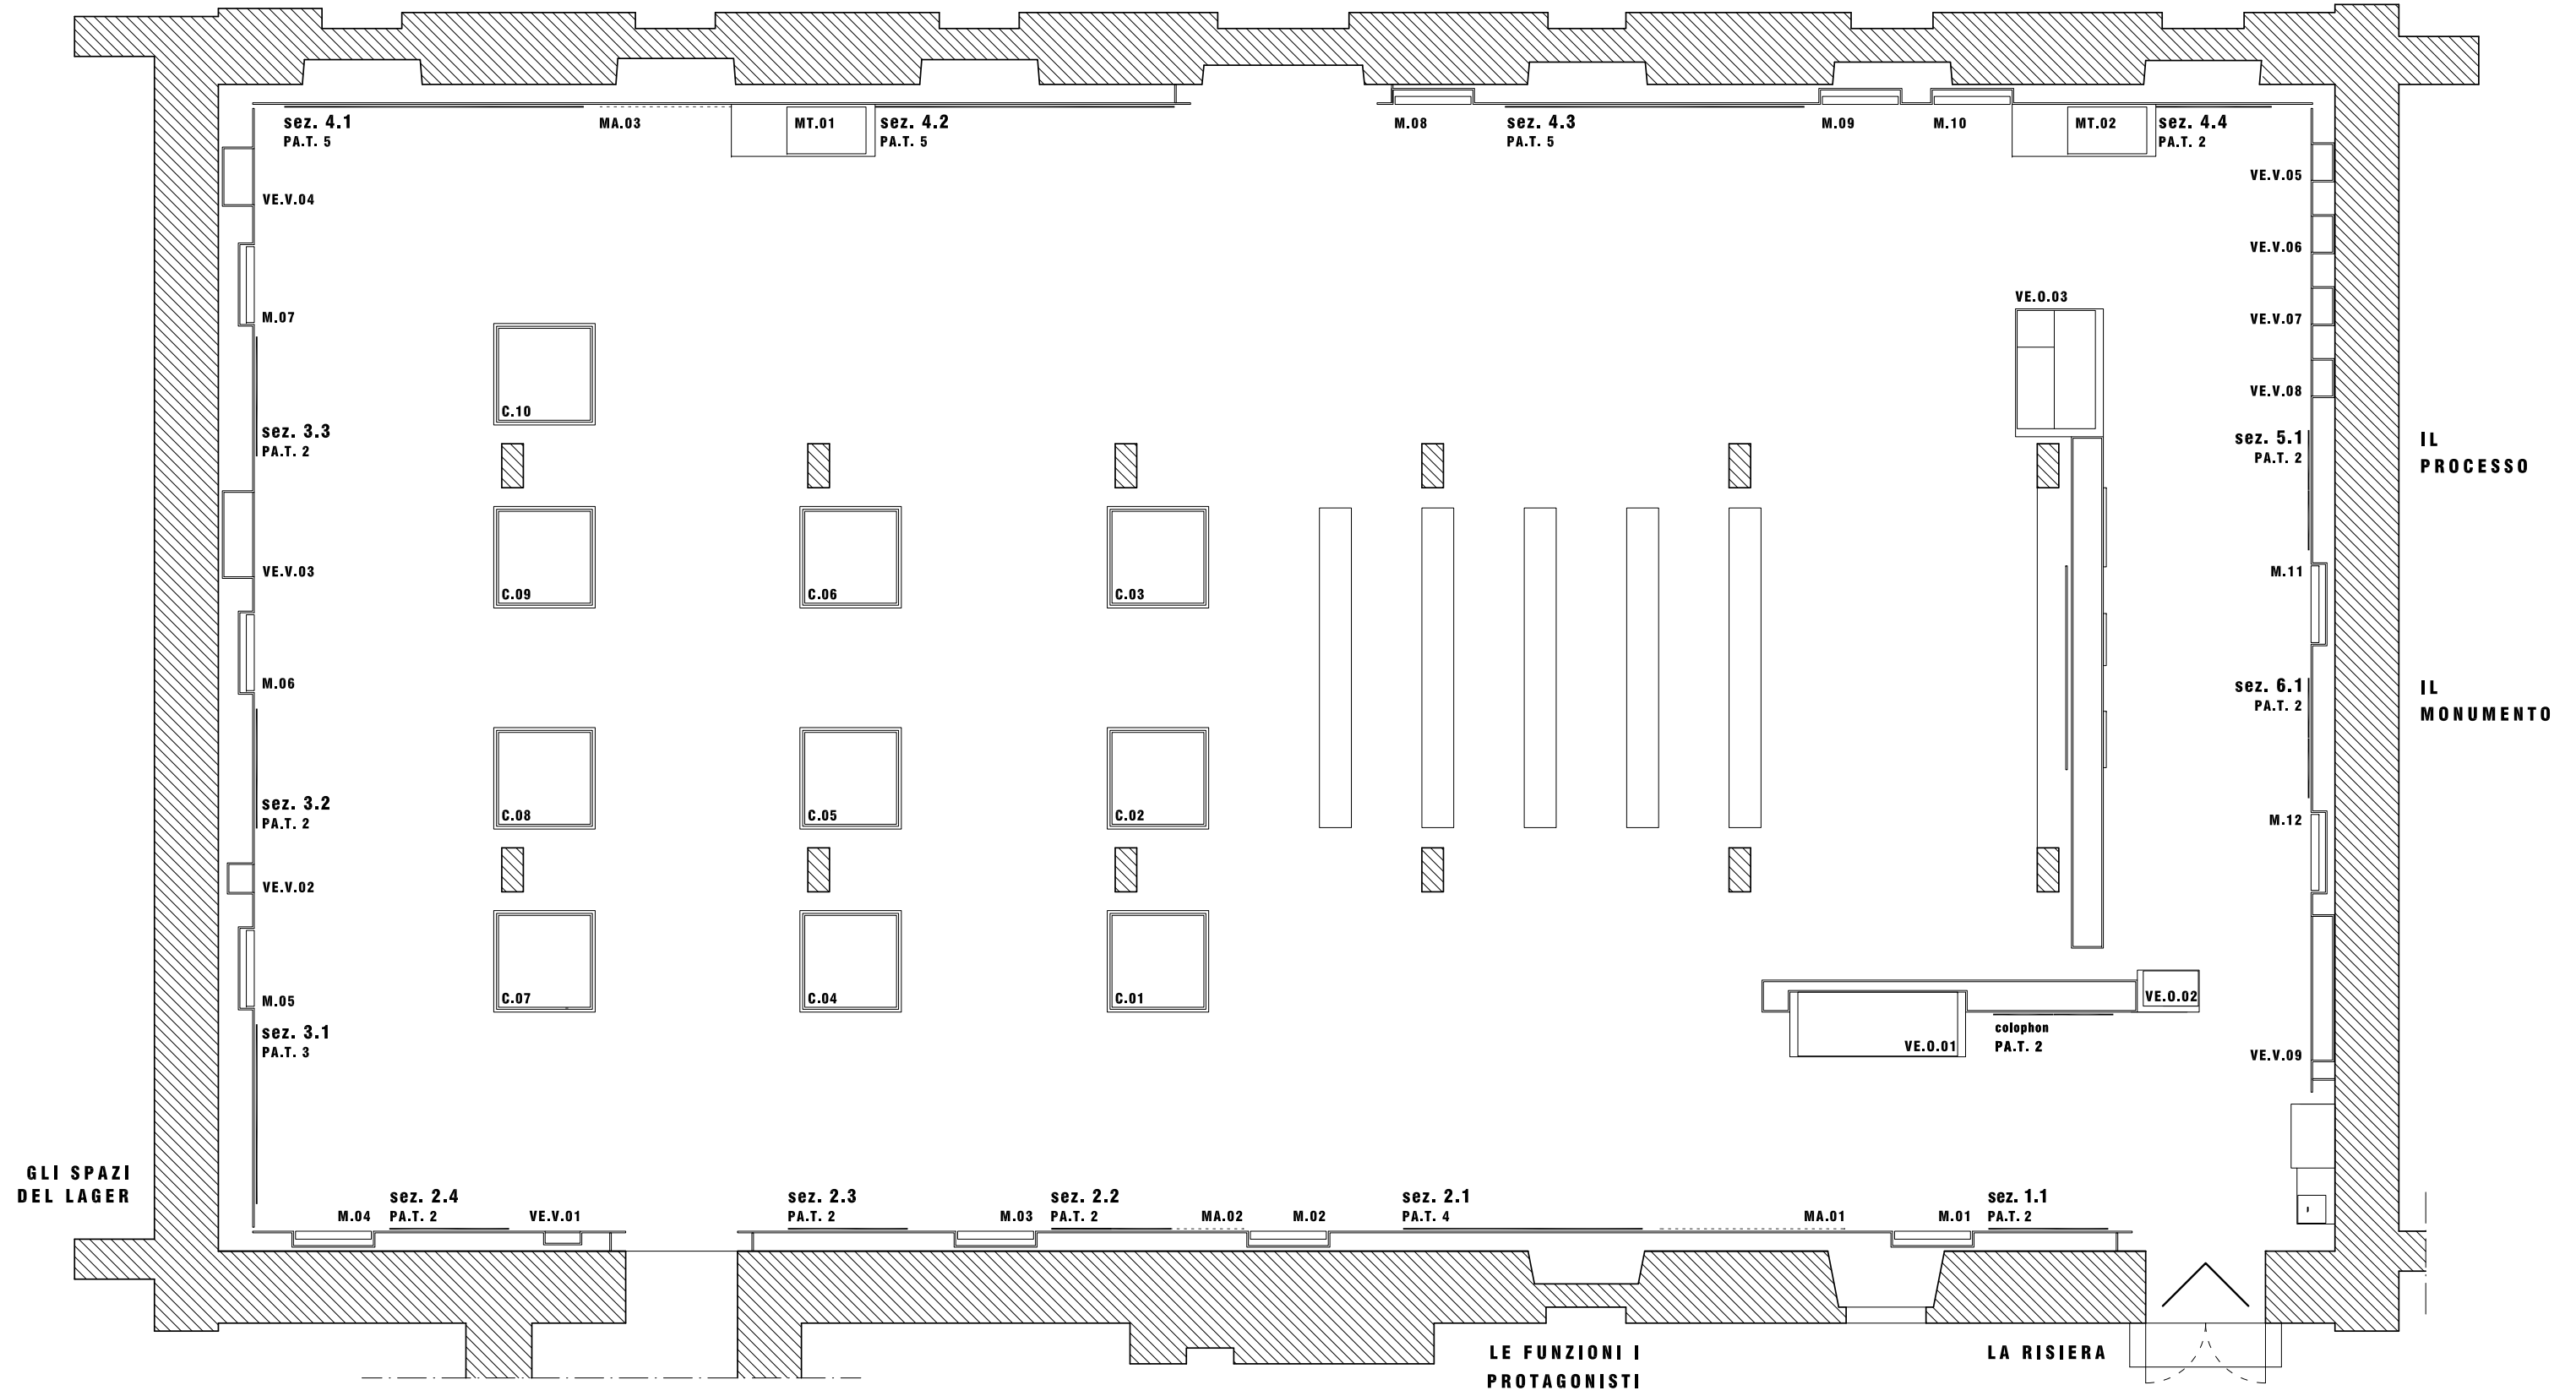 sez. 4.1
PA.T. 5
MA.03
MT.01
sez. 4.2
PA.T. 5
M.08
sez. 4.3
PA.T. 5
M.09
M.10
MT.02
sez. 4.4
PA.T. 2
VE.V.04
VE.V.05
VE.V.06
M.07
VE.O.03
VE.V.07
VE.V.08
C.10
sez. 3.3
PA.T. 2
sez. 5.1
PA.T. 2
IL
PROCESSO
VE.V.03
C.09
C.06
C.03
M.11
M.06
sez. 6.1
PA.T. 2
IL
MONUMENTO
sez. 3.2
PA.T. 2
C.08
C.05
C.02
M.12
VE.V.02
M.05
C.07
C.04
C.01
VE.O.02
sez. 3.1
PA.T. 3
VE.O.01
colophon
PA.T. 2
VE.V.09
GLI SPAZI
DEL LAGER
M.04
sez. 2.4
PA.T. 2
VE.V.01
sez. 2.3
PA.T. 2
M.03
sez. 2.2
PA.T. 2
MA.02
M.02
sez. 2.1
PA.T. 4
MA.01
M.01
sez. 1.1
PA.T. 2
LE FUNZIONI I
PROTAGONISTI
LA RISIERA